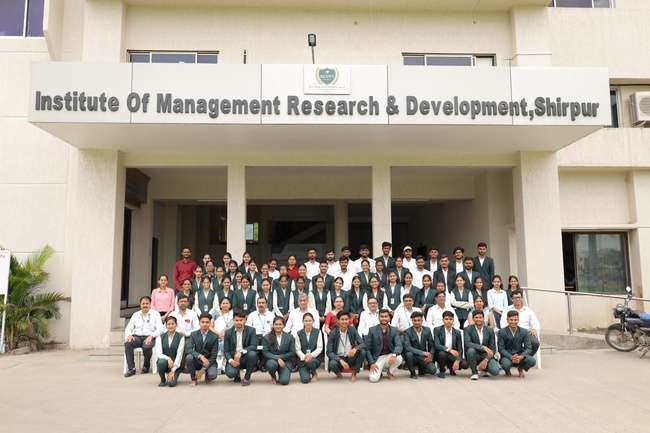 Institute Of Management Research & Development,Shirpur